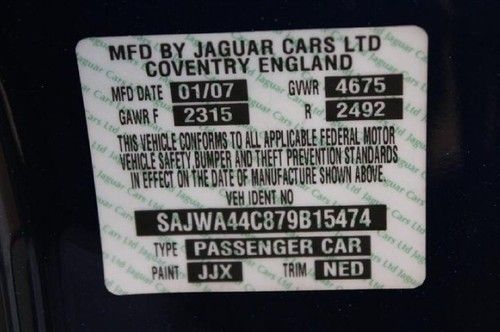 MFD BY JAGUAR CARS LTD
COVENTRY ENGLAND
MFD DATE 01/07 GVWR 4675
GAWR F 2315 R 2492
THIS VEHICLE CONFORMS TO ALL APPLICABLE FEDERAL MOTOR
VEHICLE SAFETY,BUMPER AND THEFT PREVENTION STANDARDS
IN EFFECT ON THE DATE OF MANUFACTURE SHOWN ABOVE.
VEH IDENT NO
SAJWA44C879B15474
TYPE PASSENGER CAR
PAINT JJX TRIM NED